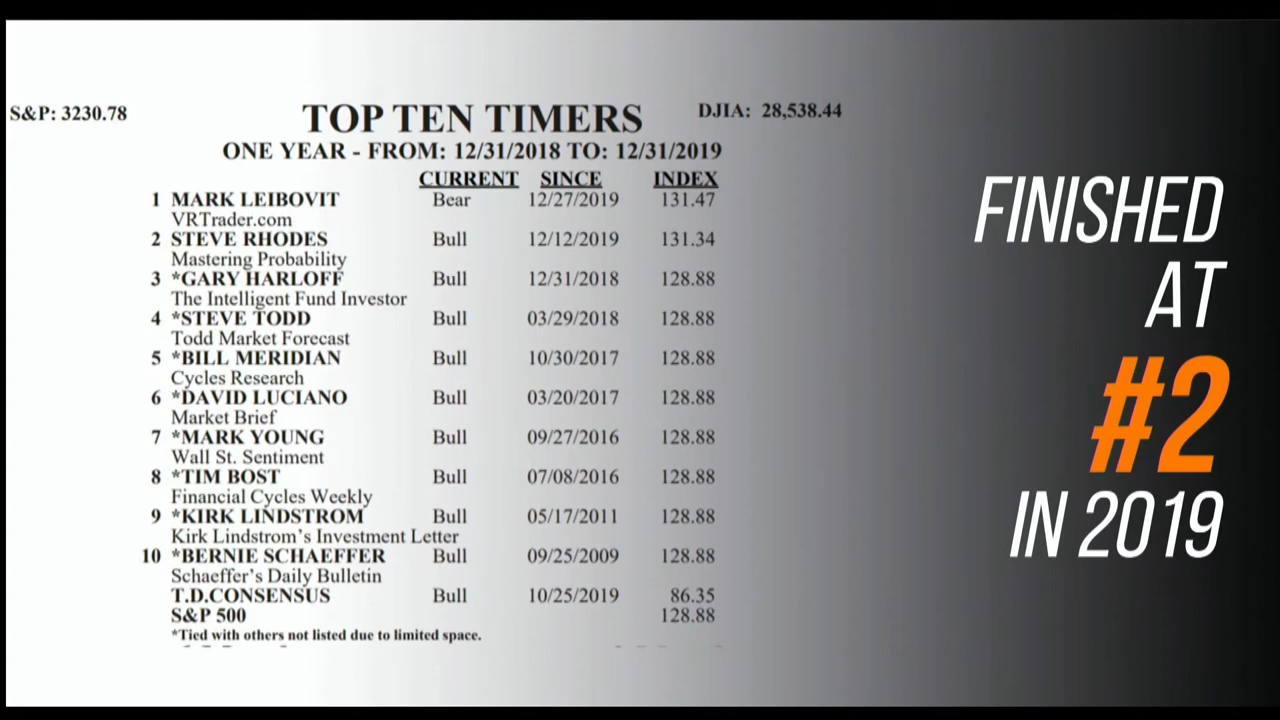 S&P: 3230.78
TOP TEN TIMERS
DJIA: 28,538.44
ONE YEAR - FROM: 12/31/2018 TO: 12/31/2019
CURRENT SINCE INDEX
1 MARK LEIBOVIT Bear 12/27/2019 131.47
VRTrader.com
2 STEVE RHODES Bull 12/12/2019 131.34
Mastering Probability
3 *GARY HARLOFF Bull 12/31/2018 128.88
The Intelligent Fund Investor
4 *STEVE TODD Bull 03/29/2018 128.88
Todd Market Forecast
5 *BILL MERIDIAN Bull 10/30/2017 128.88
Cycles Research
6 *DAVID LUCIANO Bull 03/20/2017 128.88
Market Brief
7 *MARK YOUNG Bull 09/27/2016 128.88
Wall St. Sentiment
8 *TIM BOST Bull 07/08/2016 128.88
Financial Cycles Weekly
9 *KIRK LINDSTROM Bull 05/17/2011 128.88
Kirk Lindstrom's Investment Letter
10 *BERNIE SCHAEFFER Bull 09/25/2009 128.88
Schaeffer's Daily Bulletin
T.D.CONSENSUS Bull 10/25/2019 86.35
S&P 500 128.88
*Tied with others not listed due to limited space.
FINISHED
AT
#2
IN 2019